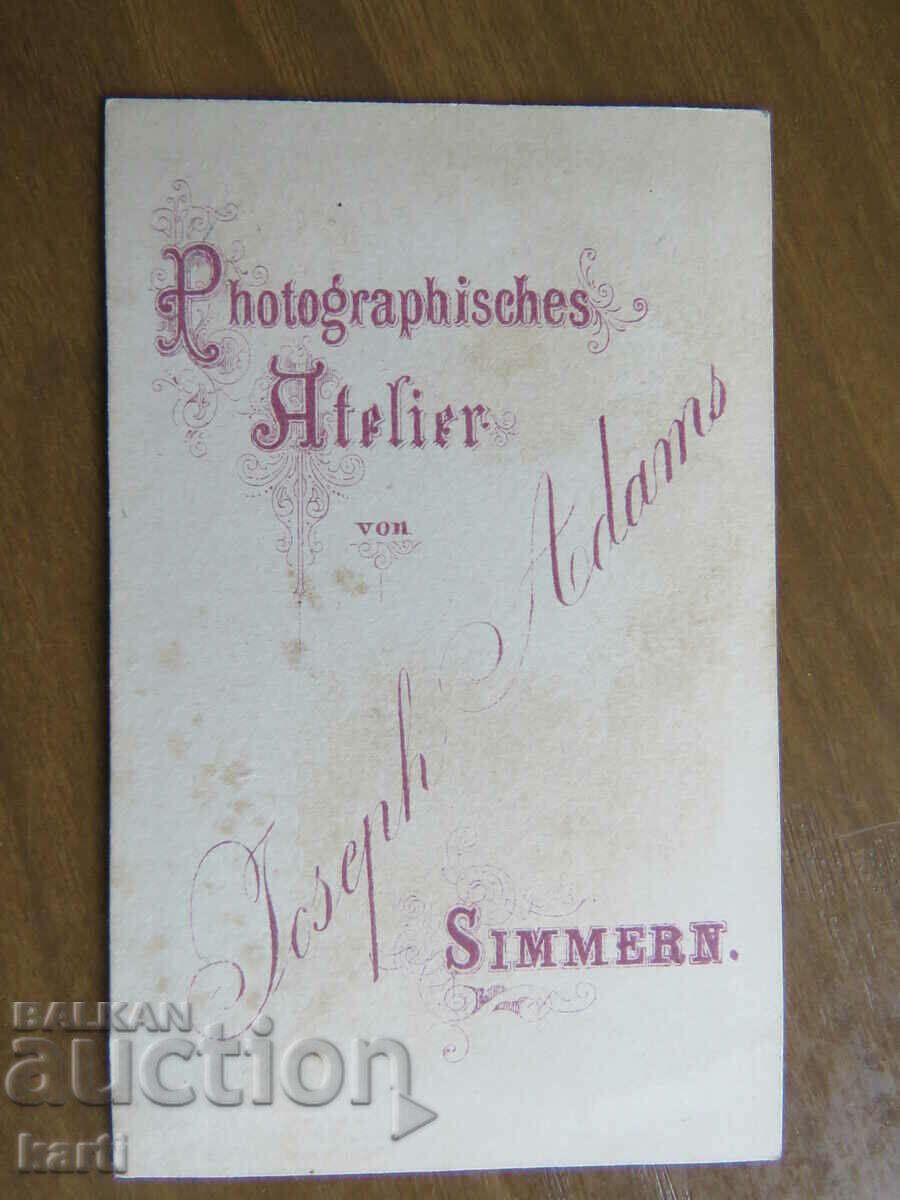 Photographisches
Atelier
von
Joseph Adams
SIMMERN.
BALKAN
auction
karti